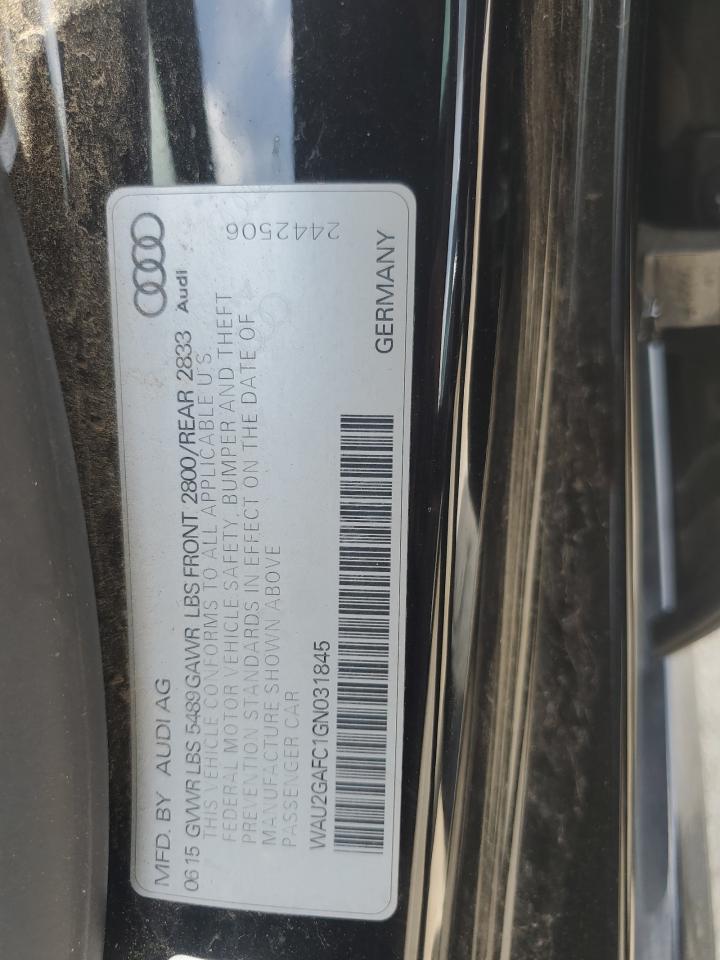 MFD. BY AUDI AG
Audi
06 15 GVWR LBS 5489 GAWR LBS FRONT 2800/REAR 2833
THIS VEHICLE CONFORMS TO ALL APPLICABLE U.S.
FEDERAL MOTOR VEHICLE SAFETY, BUMPER AND THEFT
PREVENTION STANDARDS IN EFFECT ON THE DATE OF
MANUFACTURE SHOWN ABOVE
PASSENGER CAR
2442506
WAU2GAFC1GN031845
GERMANY